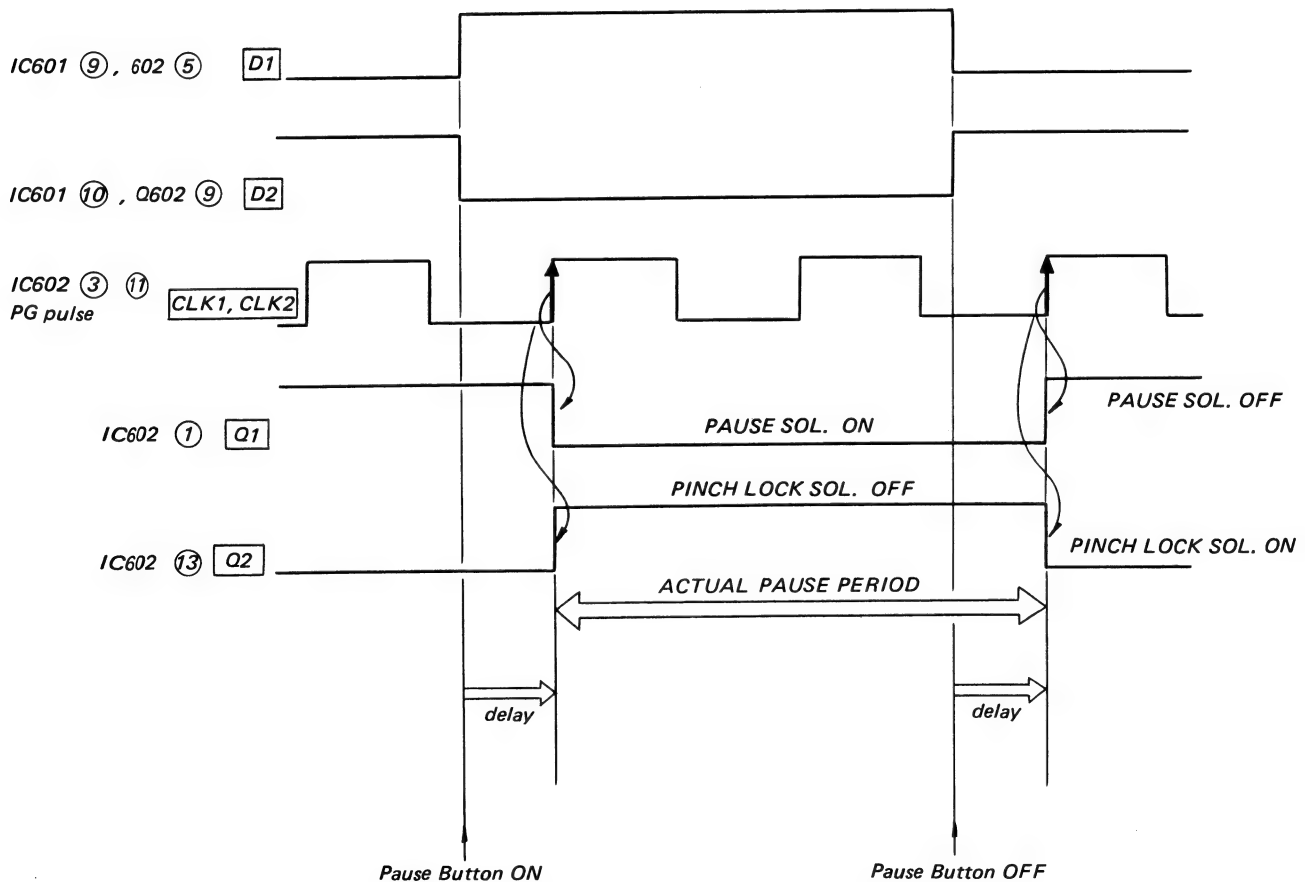 IC601 ⑨, 602 ⑤ D1
IC601 ⑩, Q602 ⑨ D2
IC602 ③ ⑪
PG pulse CLK1, CLK2
PAUSE SOL. OFF
IC602 ① Q1
PAUSE SOL. ON
PINCH LOCK SOL. OFF
IC602 ⑬ Q2
PINCH LOCK SOL. ON
ACTUAL PAUSE PERIOD
delay
delay
Pause Button ON
Pause Button OFF